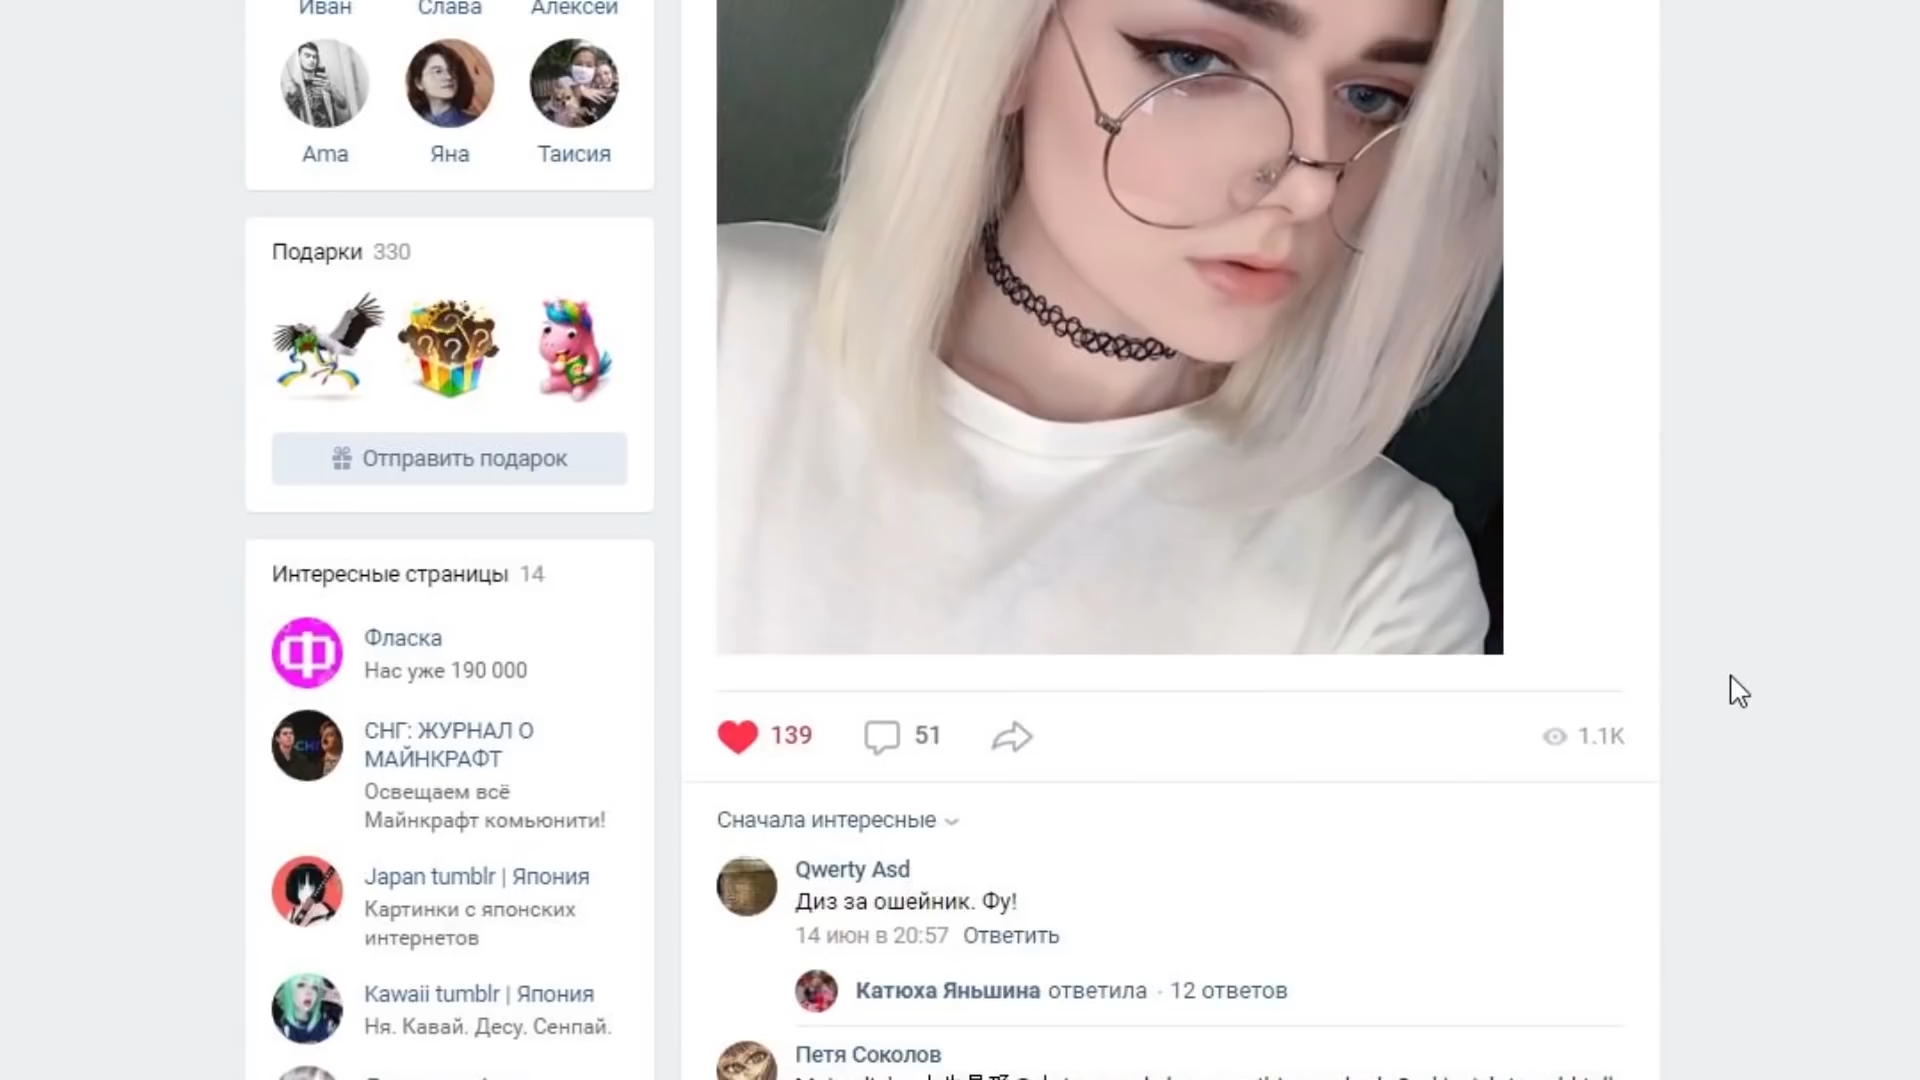 Иван Слава Алексей
Ama Яна Таисия
Подарки 330
Отправить подарок
Интересные страницы 14
Ф
Фласка
Нас уже 190 000
СНГ
СНГ: ЖУРНАЛ О
МАЙНКРАФТ
Освещаем всё
Майнкрафт комьюнити!
Japan tumblr | Япония
Картинки с японских
интернетов
Kawaii tumblr | Япония
Ня. Кавай. Десу. Сенпай.
139 51 1.1K
Сначала интересные
Qwerty Asd
Диз за ошейник. Фу!
14 июн в 20:57 Ответить
Катюха Яньшина ответила · 12 ответов
Петя Соколов